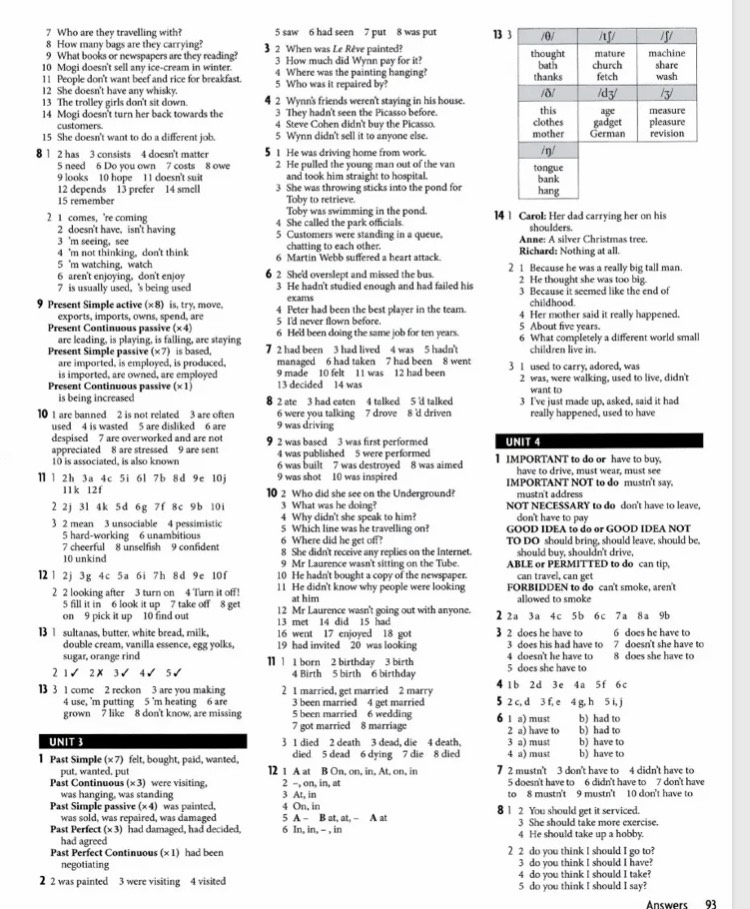 7 Who are they travelling with?
8 How many bags are they carrying?
9 What books or newspapers are they reading?
10 Mogi doesn't sell any ice-cream in winter.
11 People don't want beef and rice for breakfast.
12 She doesn't have any whisky.
13 The trolley girls don't sit down.
14 Mogi doesn't turn her back towards the
customers.
15 She doesn't want to do a different job.
8 1 2 has 3 consists 4 doesn't matter
5 need 6 Do you own 7 costs 8 owe
9 looks 10 hope 11 doesn't suit
12 depends 13 prefer 14 smell
15 remember
2 1 comes, 're coming
2 doesn't have, isn't having
3 'm seeing, see
4 'm not thinking, don't think
5 'm watching, watch
6 aren't enjoying, don't enjoy
7 is usually used, 's being used
9 Present Simple active (×8) is, try, move,
exports, imports, owns, spend, are
Present Continuous passive (×4)
are leading, is playing, is falling, are staying
Present Simple passive (×7) is based,
are imported, is employed, is produced,
is imported, are owned, are employed
Present Continuous passive (×1)
is being increased
10 1 are banned 2 is not related 3 are often
used 4 is wasted 5 are disliked 6 are
despised 7 are overworked and are not
appreciated 8 are stressed 9 are sent
10 is associated, is also known
11 1 2h 3a 4c 5i 6l 7b 8d 9e 10j
11k 12f
2 2j 3l 4k 5d 6g 7f 8c 9b 10i
3 2 mean 3 unsociable 4 pessimistic
5 hard-working 6 unambitious
7 cheerful 8 unselfish 9 confident
10 unkind
12 1 2j 3g 4c 5a 6i 7h 8d 9e 10f
2 2 looking after 3 turn on 4 Turn it off!
5 fill it in 6 look it up 7 take off 8 get
on 9 pick it up 10 find out
13 1 sultanas, butter, white bread, milk,
double cream, vanilla essence, egg yolks,
sugar, orange rind
2 1✓ 2✗ 3✓ 4✓ 5✓
13 3 1 come 2 reckon 3 are you making
4 use, 'm putting 5 'm heating 6 are
grown 7 like 8 don't know, are missing
UNIT 3
1 Past Simple (×7) felt, bought, paid, wanted,
put, wanted, put
Past Continuous (×3) were visiting,
was hanging, was standing
Past Simple passive (×4) was painted,
was sold, was repaired, was damaged
Past Perfect (×3) had damaged, had decided,
had agreed
Past Perfect Continuous (×1) had been
negotiating
2 2 was painted 3 were visiting 4 visited
5 saw 6 had seen 7 put 8 was put
3 2 When was Le Rêve painted?
3 How much did Wynn pay for it?
4 Where was the painting hanging?
5 Who was it repaired by?
4 2 Wynn's friends weren't staying in his house.
3 They hadn't seen the Picasso before.
4 Steve Cohen didn't buy the Picasso.
5 Wynn didn't sell it to anyone else.
5 1 He was driving home from work.
2 He pulled the young man out of the van
and took him straight to hospital.
3 She was throwing sticks into the pond for
Toby to retrieve.
Toby was swimming in the pond.
4 She called the park officials.
5 Customers were standing in a queue,
chatting to each other.
6 Martin Webb suffered a heart attack.
6 2 She'd overslept and missed the bus.
3 He hadn't studied enough and had failed his
exams
4 Peter had been the best player in the team.
5 I'd never flown before.
6 He'd been doing the same job for ten years.
7 2 had been 3 had lived 4 was 5 hadn't
managed 6 had taken 7 had been 8 went
9 made 10 felt 11 was 12 had been
13 decided 14 was
8 2 ate 3 had eaten 4 talked 5 'd talked
6 were you talking 7 drove 8 'd driven
9 was driving
9 2 was based 3 was first performed
4 was published 5 were performed
6 was built 7 was destroyed 8 was aimed
9 was shot 10 was inspired
10 2 Who did she see on the Underground?
3 What was he doing?
4 Why didn't she speak to him?
5 Which line was he travelling on?
6 Where did he get off?
8 She didn't receive any replies on the Internet.
9 Mr Laurence wasn't sitting on the Tube.
10 He hadn't bought a copy of the newspaper.
11 He didn't know why people were looking
at him
12 Mr Laurence wasn't going out with anyone.
13 met 14 did 15 had
16 went 17 enjoyed 18 got
19 had invited 20 was looking
11 1 1 born 2 birthday 3 birth
4 Birth 5 birth 6 birthday
2 1 married, get married 2 marry
3 been married 4 get married
5 been married 6 wedding
7 got married 8 marriage
3 1 died 2 death 3 dead, die 4 death,
died 5 dead 6 dying 7 die 8 died
12 1 A at B On, on, in, At, on, in
2 –, on, in, at
3 At, in
4 On, in
5 A – B at, at, – A at
6 In, in, – , in
13 3 /θ/ /tʃ/ /ʃ/
thought mature machine
bath church share
thanks fetch wash
/ð/ /dʒ/ /ʒ/
this age measure
clothes gadget pleasure
mother German revision
/ŋ/
tongue
bank
hang
14 1 Carol: Her dad carrying her on his
shoulders.
Anne: A silver Christmas tree.
Richard: Nothing at all.
2 1 Because he was a really big tall man.
2 He thought she was too big.
3 Because it seemed like the end of
childhood.
4 Her mother said it really happened.
5 About five years.
6 What completely a different world small
children live in.
3 1 used to carry, adored, was
2 was, were walking, used to live, didn't
want to
3 I've just made up, asked, said it had
really happened, used to have
UNIT 4
1 IMPORTANT to do or have to buy,
have to drive, must wear, must see
IMPORTANT NOT to do mustn't say,
mustn't address
NOT NECESSARY to do don't have to leave,
don't have to pay
GOOD IDEA to do or GOOD IDEA NOT
TO DO should bring, should leave, should be,
should buy, shouldn't drive,
ABLE or PERMITTED to do can tip,
can travel, can get
FORBIDDEN to do can't smoke, aren't
allowed to smoke
2 2a 3a 4c 5b 6c 7a 8a 9b
3 2 does he have to 6 does he have to
3 does his dad have to 7 doesn't she have to
4 doesn't he have to 8 does she have to
5 does she have to
4 1b 2d 3e 4a 5f 6c
5 2c,d 3f,e 4g,h 5i,j
6 1 a) must b) had to
2 a) have to b) had to
3 a) must b) have to
4 a) must b) have to
7 2 mustn't 3 don't have to 4 didn't have to
5 doesn't have to 6 didn't have to 7 don't have
to 8 mustn't 9 mustn't 10 don't have to
8 1 2 You should get it serviced.
3 She should take more exercise.
4 He should take up a hobby.
2 2 do you think I should I go to?
3 do you think I should I have?
4 do you think I should I take?
5 do you think I should I say?
Answers 93